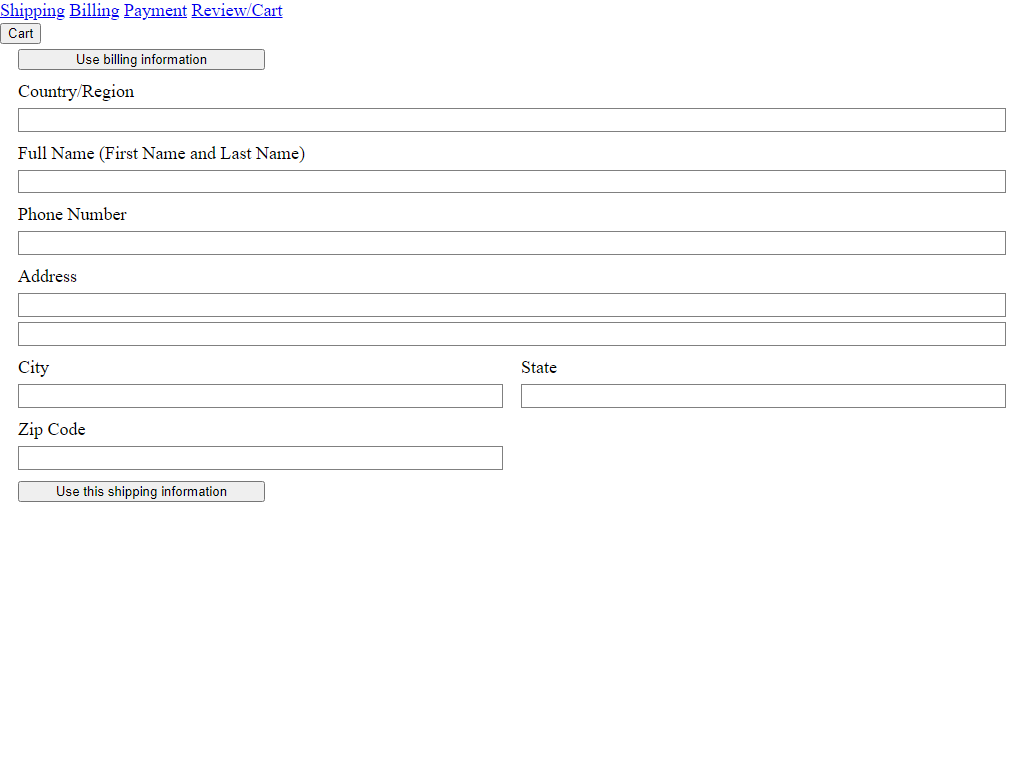 Shipping Billing Payment Review/Cart
Cart
Use billing information
Country/Region
Full Name (First Name and Last Name)
Phone Number
Address
City State
Zip Code
Use this shipping information